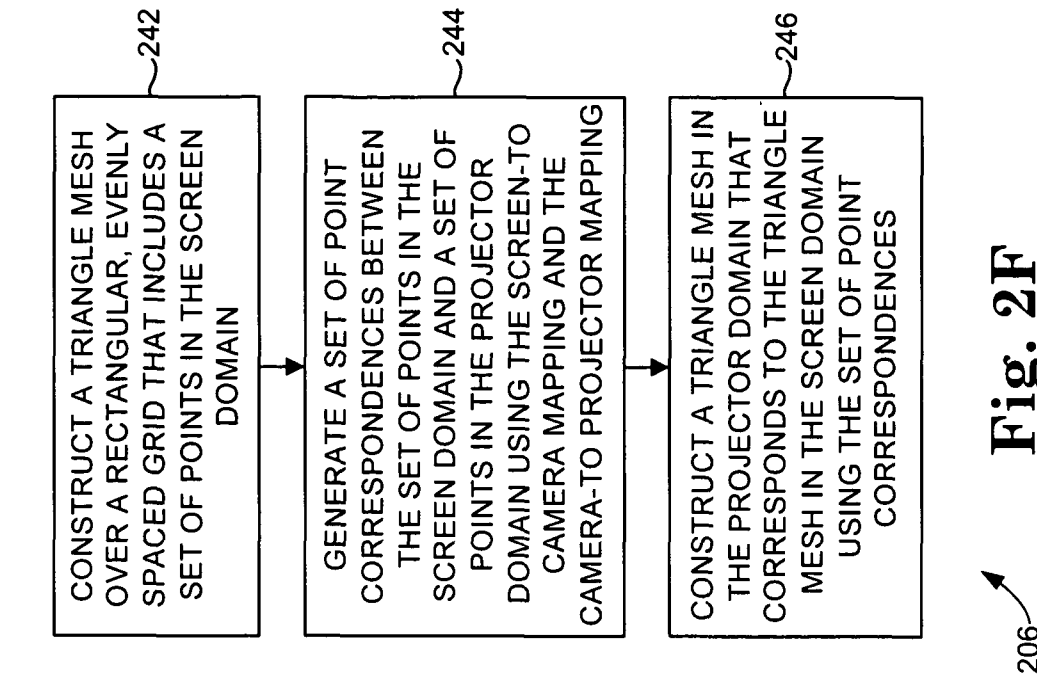 CONSTRUCT A TRIANGLE MESH
OVER A RECTANGULAR, EVENLY
SPACED GRID THAT INCLUDES A
SET OF POINTS IN THE SCREEN
DOMAIN
242
GENERATE A SET OF POINT
CORRESPONDENCES BETWEEN
THE SET OF POINTS IN THE
SCREEN DOMAIN AND A SET OF
POINTS IN THE PROJECTOR
DOMAIN USING THE SCREEN-TO
CAMERA MAPPING AND THE
CAMERA-TO PROJECTOR MAPPING
244
CONSTRUCT A TRIANGLE MESH IN
THE PROJECTOR DOMAIN THAT
CORRESPONDS TO THE TRIANGLE
MESH IN THE SCREEN DOMAIN
USING THE SET OF POINT
CORRESPONDENCES
246
206
Fig. 2F